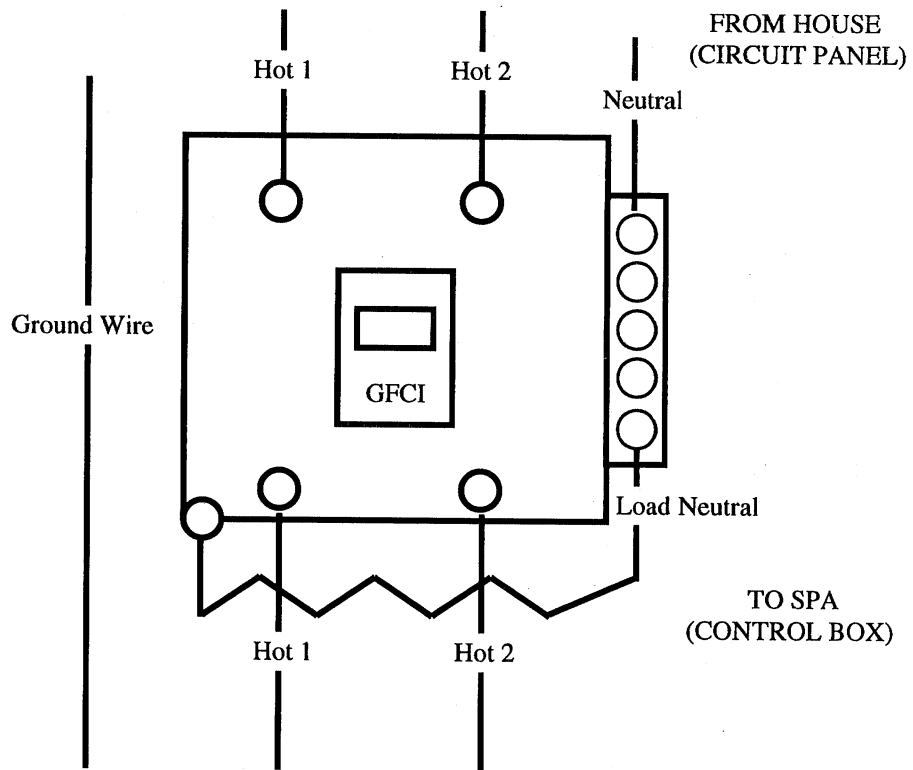 FROM HOUSE
(CIRCUIT PANEL)
Hot 1
Hot 2
Neutral
Ground Wire
GFCI
Load Neutral
TO SPA
(CONTROL BOX)
Hot 1
Hot 2